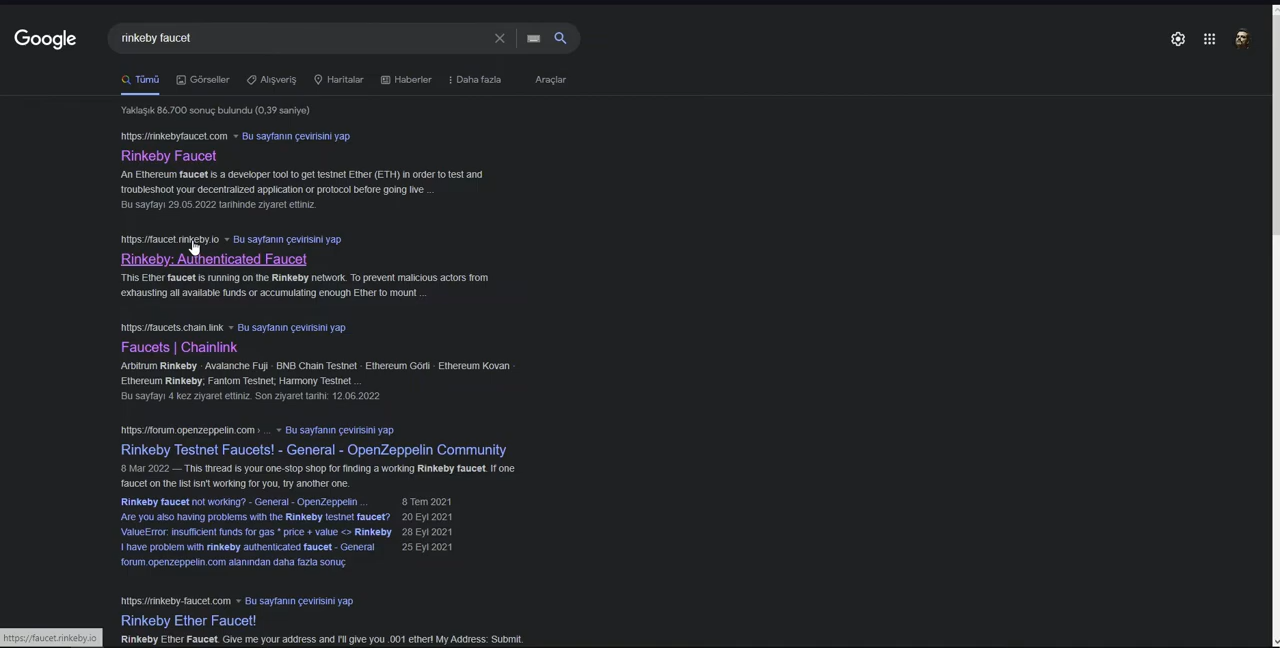 Google
rinkeby faucet
Tümü Görseller Alışveriş Haritalar Haberler Daha fazla Araçlar
Yaklaşık 86.700 sonuç bulundu (0,39 saniye)
https://rinkebyfaucet.com Bu sayfanın çevirisini yap
Rinkeby Faucet
An Ethereum faucet is a developer tool to get testnet Ether (ETH) in order to test and
troubleshoot your decentralized application or protocol before going live ...
Bu sayfayı 29.05.2022 tarihinde ziyaret ettiniz.
https://faucet.rinkeby.io Bu sayfanın çevirisini yap
Rinkeby: Authenticated Faucet
This Ether faucet is running on the Rinkeby network. To prevent malicious actors from
exhausting all available funds or accumulating enough Ether to mount ...
https://faucets.chain.link Bu sayfanın çevirisini yap
Faucets | Chainlink
Arbitrum Rinkeby · Avalanche Fuji · BNB Chain Testnet · Ethereum Görli · Ethereum Kovan ·
Ethereum Rinkeby; Fantom Testnet; Harmony Testnet ...
Bu sayfayı 4 kez ziyaret ettiniz. Son ziyaret tarihi: 12.06.2022
https://forum.openzeppelin.com › ... Bu sayfanın çevirisini yap
Rinkeby Testnet Faucets! - General - OpenZeppelin Community
8 Mar 2022 — This thread is your one-stop shop for finding a working Rinkeby faucet. If one
faucet on the list isn't working for you, try another one.
Rinkeby faucet not working? - General - OpenZeppelin ... 8 Tem 2021
Are you also having problems with the Rinkeby testnet faucet? 20 Eyl 2021
ValueError: insufficient funds for gas * price + value <> Rinkeby 28 Eyl 2021
I have problem with rinkeby authenticated faucet - General 25 Eyl 2021
forum.openzeppelin.com alanından daha fazla sonuç
https://rinkeby-faucet.com Bu sayfanın çevirisini yap
Rinkeby Ether Faucet!
Rinkeby Ether Faucet. Give me your address and I'll give you .001 ether! My Address: Submit.
https://faucet.rinkeby.io